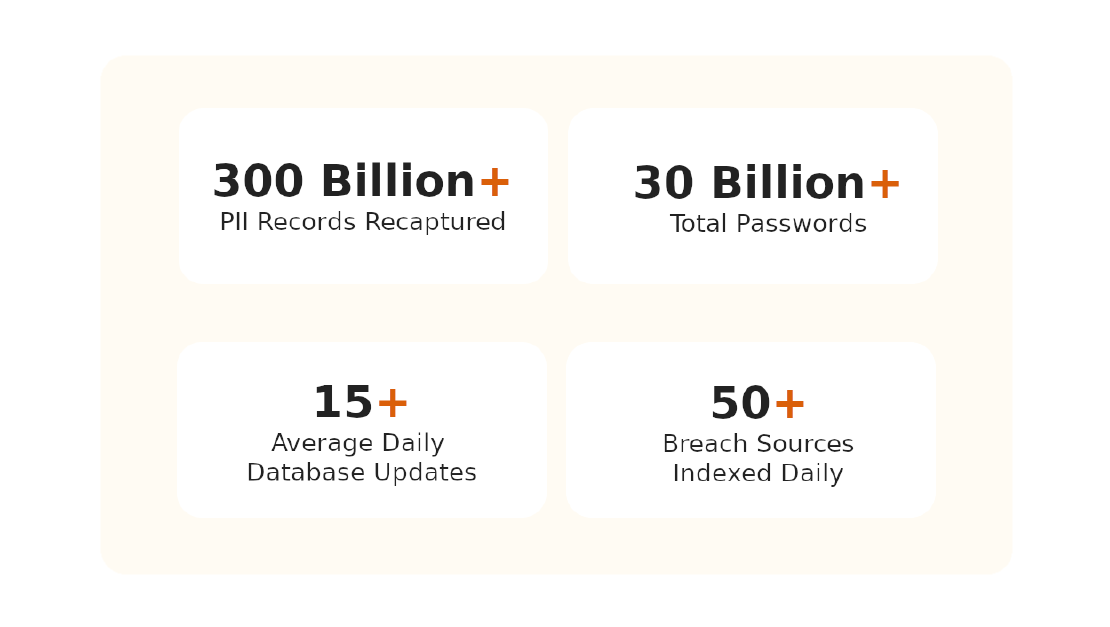 300 Billion+
PII Records Recaptured
30 Billion+
Total Passwords
15+
Average Daily
Database Updates
50+
Breach Sources
Indexed Daily